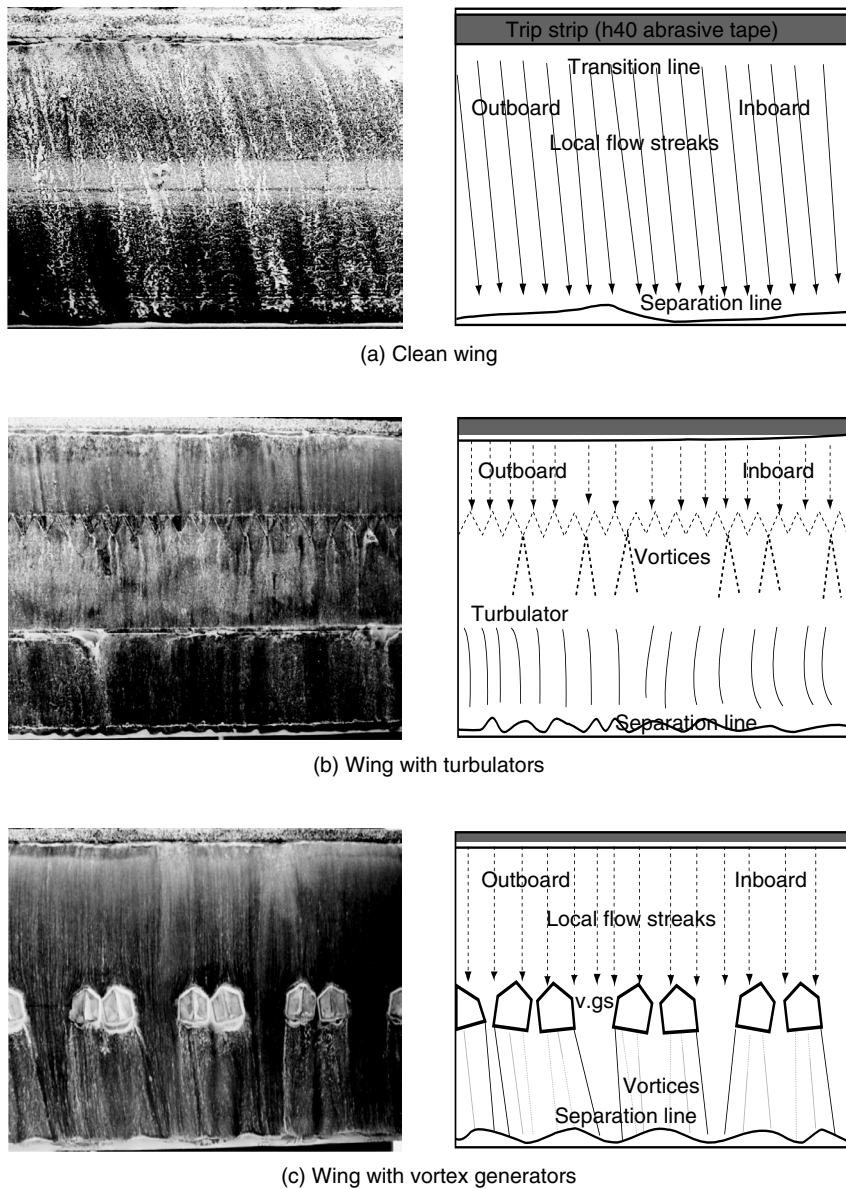 Trip strip (h40 abrasive tape)
Transition line
Outboard
Inboard
Local flow streaks
Separation line
(a) Clean wing
Outboard
Inboard
Vortices
Turbulator
Separation line
(b) Wing with turbulators
Outboard
Inboard
Local flow streaks
v.gs
Vortices
Separation line
(c) Wing with vortex generators